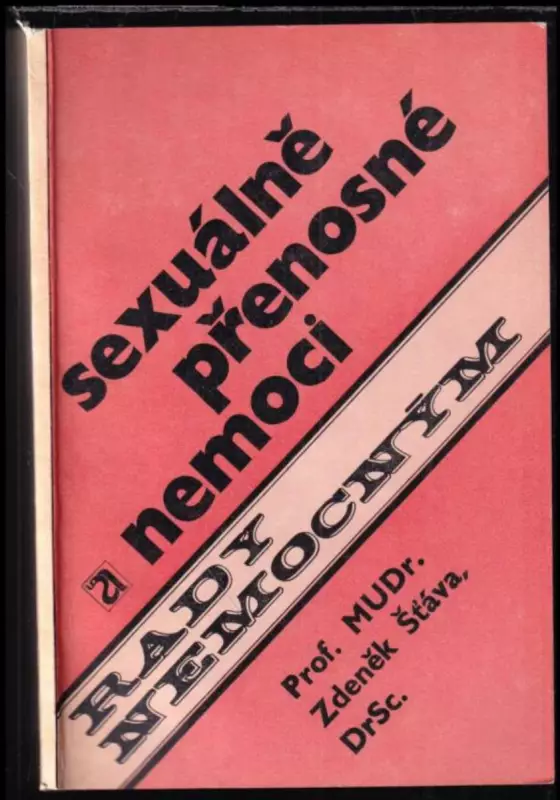 sexuálně
přenosné
nemoci
RADY
NEMOCNÝM
Prof. MUDr.
Zdeněk Šťáva,
DrSc.